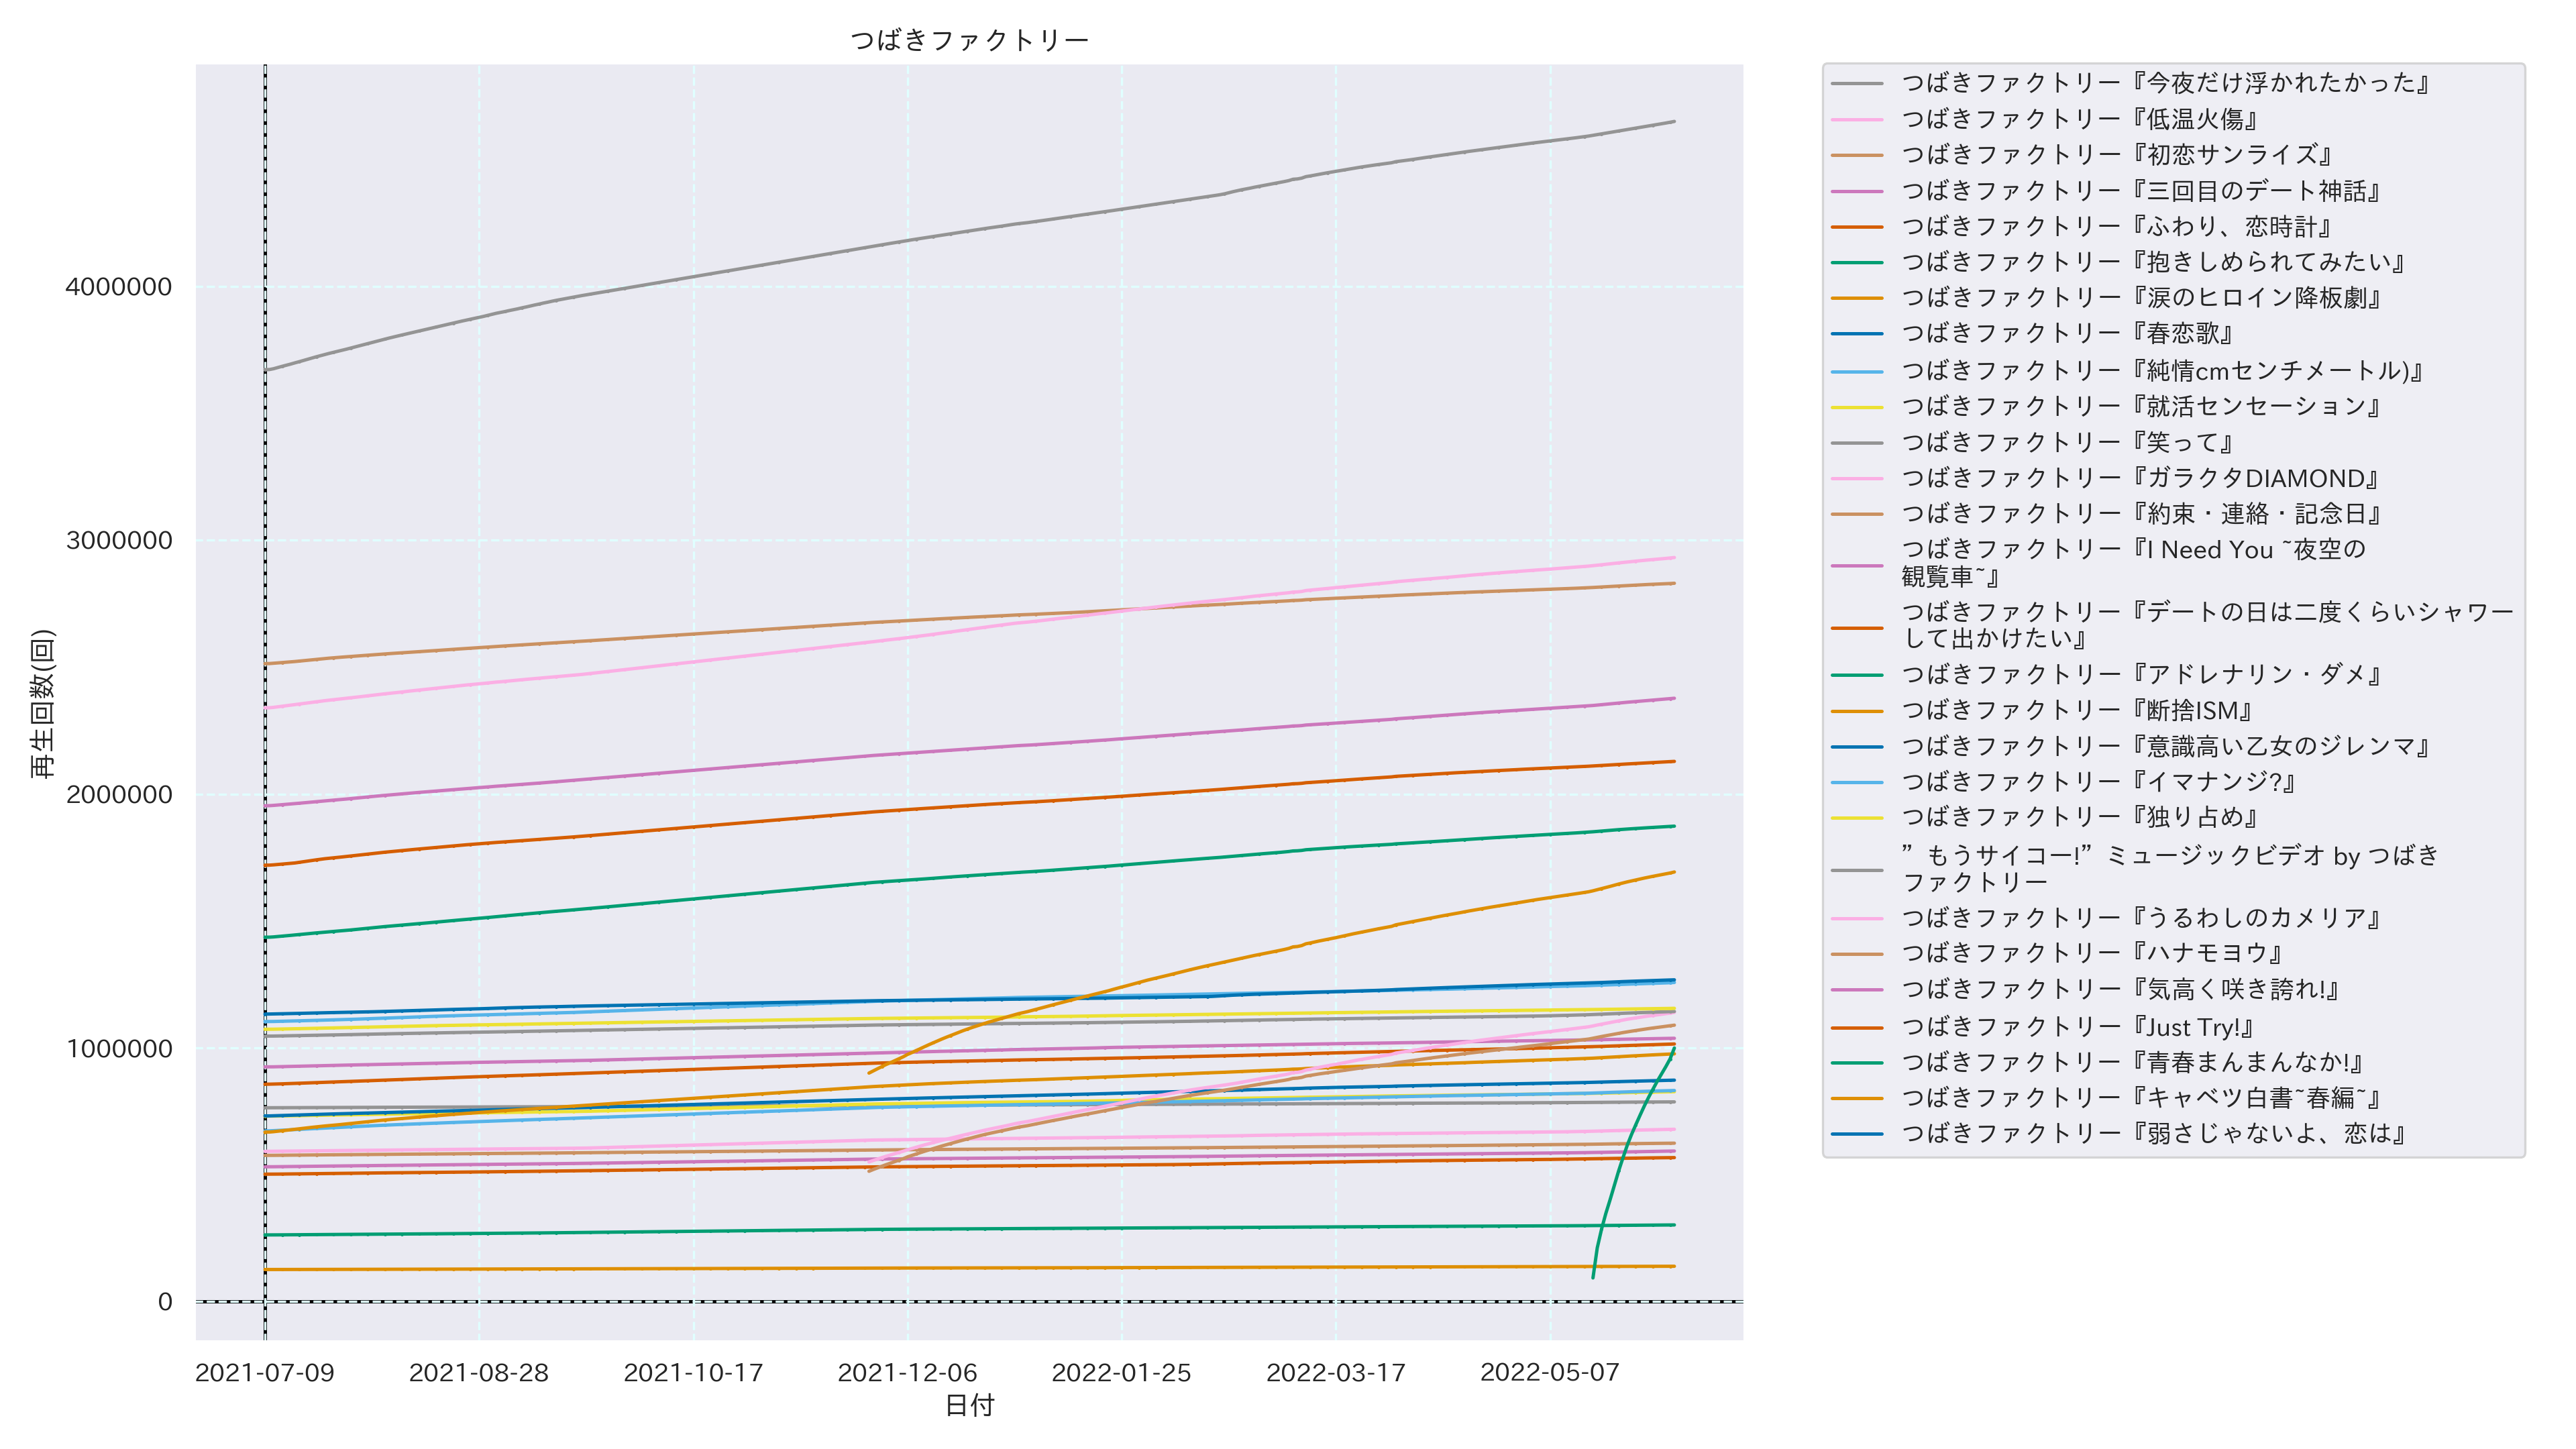 つばきファクトリー
再生回数(回)
4000000
3000000
2000000
1000000
0
2021-07-09
2021-08-28
2021-10-17
2021-12-06
2022-01-25
2022-03-17
2022-05-07
日付
つばきファクトリー『今夜だけ浮かれたかった』
つばきファクトリー『低温火傷』
つばきファクトリー『初恋サンライズ』
つばきファクトリー『三回目のデート神話』
つばきファクトリー『ふわり、恋時計』
つばきファクトリー『抱きしめられてみたい』
つばきファクトリー『涙のヒロイン降板劇』
つばきファクトリー『春恋歌』
つばきファクトリー『純情cmセンチメートル)』
つばきファクトリー『就活センセーション』
つばきファクトリー『笑って』
つばきファクトリー『ガラクタDIAMOND』
つばきファクトリー『約束・連絡・記念日』
つばきファクトリー『I Need You ~夜空の
観覧車~』
つばきファクトリー『デートの日は二度くらいシャワー
して出かけたい』
つばきファクトリー『アドレナリン・ダメ』
つばきファクトリー『断捨ISM』
つばきファクトリー『意識高い乙女のジレンマ』
つばきファクトリー『イマナンジ?』
つばきファクトリー『独り占め』
”もうサイコー!” ミュージックビデオ by つばき
ファクトリー
つばきファクトリー『うるわしのカメリア』
つばきファクトリー『ハナモヨウ』
つばきファクトリー『気高く咲き誇れ!』
つばきファクトリー『Just Try!』
つばきファクトリー『青春まんまんなか!』
つばきファクトリー『キャベツ白書~春編~』
つばきファクトリー『弱さじゃないよ、恋は』